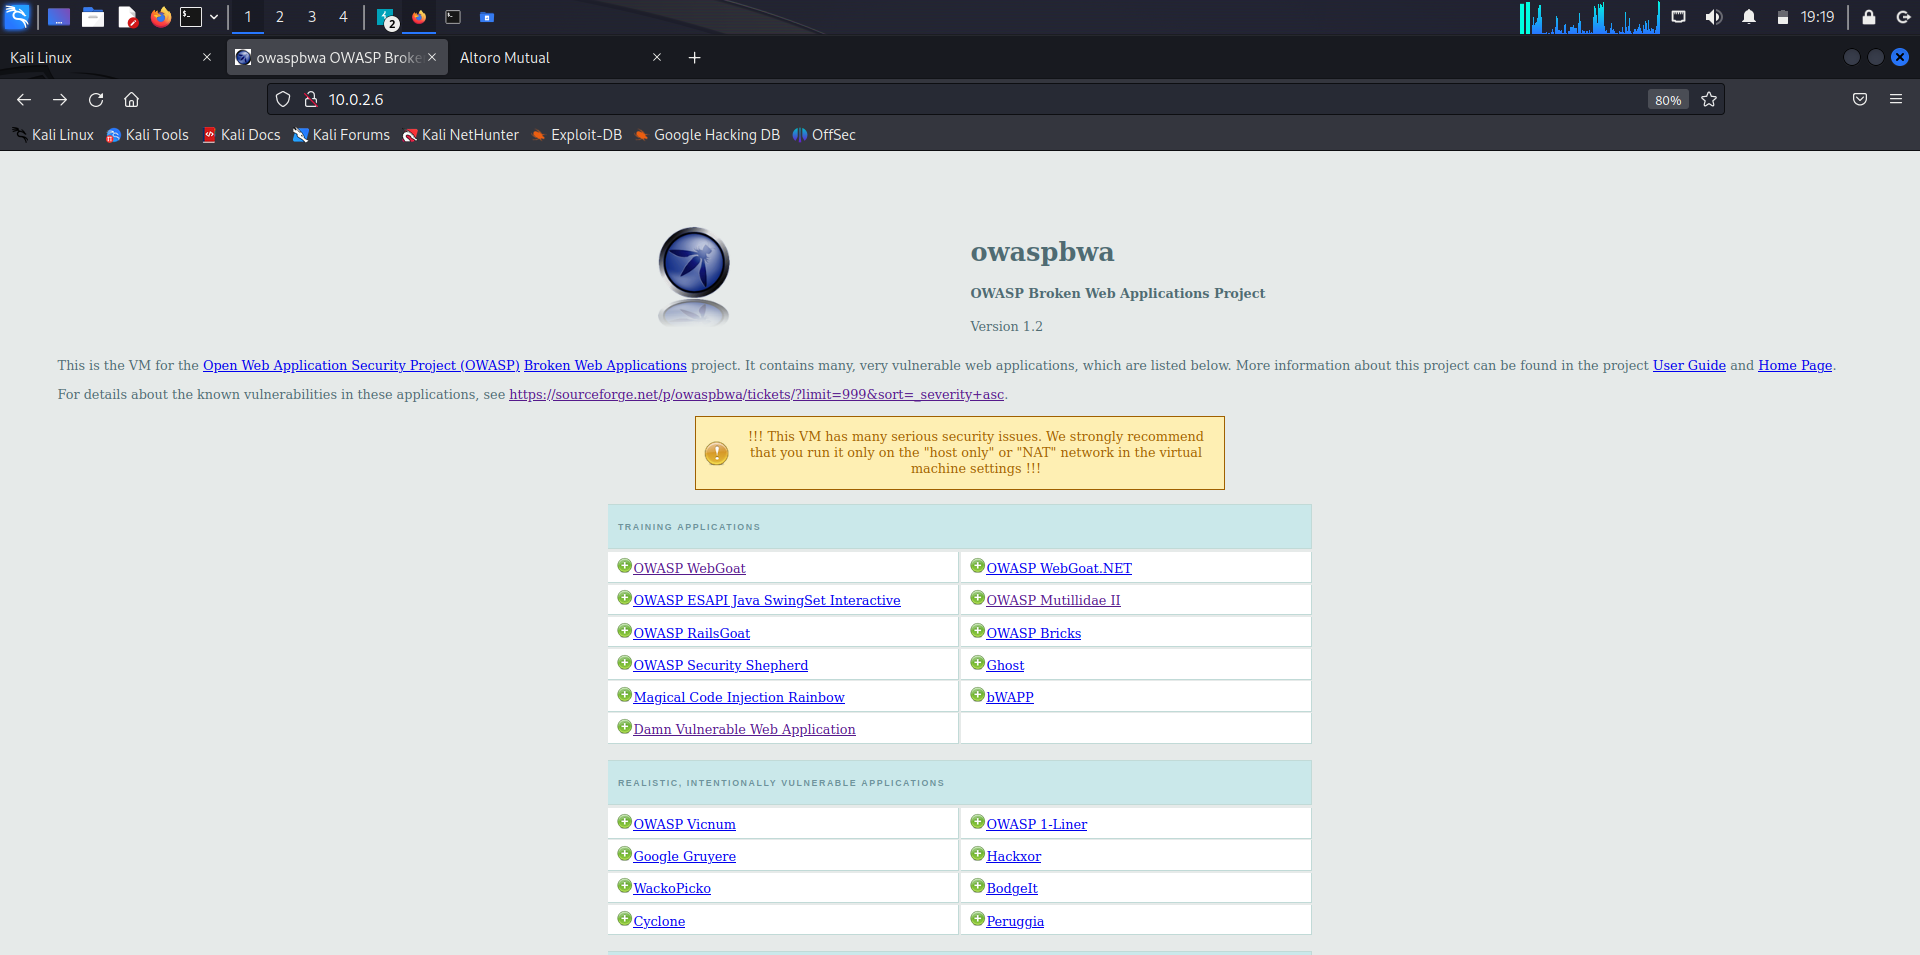 1 2 3 4 2 19:19
Kali Linux owaspbwa OWASP Broke Altoro Mutual
10.0.2.6 80%
Kali Linux Kali Tools Kali Docs Kali Forums Kali NetHunter Exploit-DB Google Hacking DB OffSec
owaspbwa
OWASP Broken Web Applications Project
Version 1.2
This is the VM for the Open Web Application Security Project (OWASP) Broken Web Applications project. It contains many, very vulnerable web applications, which are listed below. More information about this project can be found in the project User Guide and Home Page.
For details about the known vulnerabilities in these applications, see https://sourceforge.net/p/owaspbwa/tickets/?limit=999&sort=_severity+asc.
!!! This VM has many serious security issues. We strongly recommend
that you run it only on the "host only" or "NAT" network in the virtual
machine settings !!!
TRAINING APPLICATIONS
OWASP WebGoat OWASP WebGoat.NET
OWASP ESAPI Java SwingSet Interactive OWASP Mutillidae II
OWASP RailsGoat OWASP Bricks
OWASP Security Shepherd Ghost
Magical Code Injection Rainbow bWAPP
Damn Vulnerable Web Application
REALISTIC, INTENTIONALLY VULNERABLE APPLICATIONS
OWASP Vicnum OWASP 1-Liner
Google Gruyere Hackxor
WackoPicko BodgeIt
Cyclone Peruggia